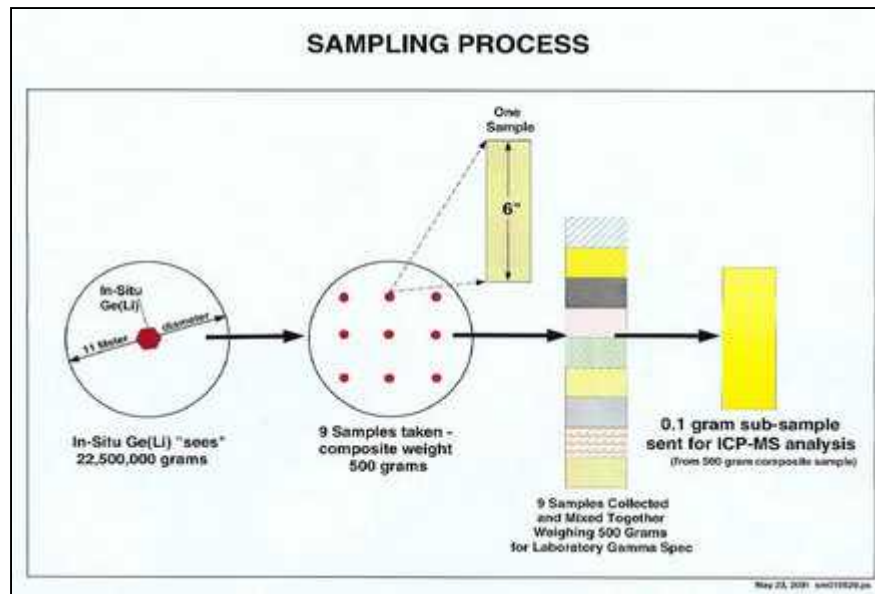 SAMPLING PROCESS
One
Sample
6"
In-Situ
Ge(Li)
11 Meter diameter
In-Situ Ge(Li) "sees"
22,500,000 grams
9 Samples taken -
composite weight
500 grams
9 Samples Collected
and Mixed Together
Weighing 500 Grams
for Laboratory Gamma Spec
0.1 gram sub-sample
sent for ICP-MS analysis
(from 500 gram composite sample)
May 23, 2001